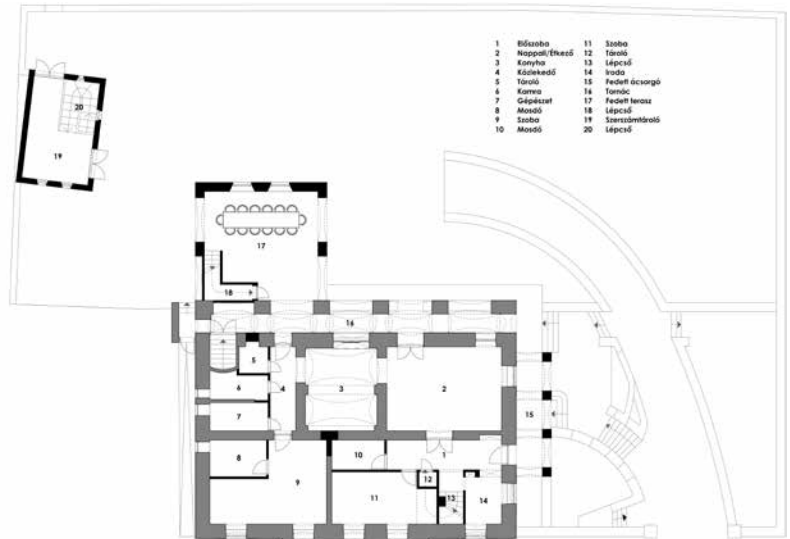 1 Előszoba 11 Szoba
2 Nappali/Étkező 12 Tároló
3 Konyha 13 Lépcső
4 Közlekedő 14 Iroda
5 Tároló 15 Fedett ácsorgó
6 Kamra 16 Tornác
7 Gépészet 17 Fedett terasz
8 Mosdó 18 Lépcső
9 Szoba 19 Szerszámtároló
10 Mosdó 20 Lépcső
20
19
17
18
16
5
4
6
3
2
7
15
10
1
8
12
9
11
13
14